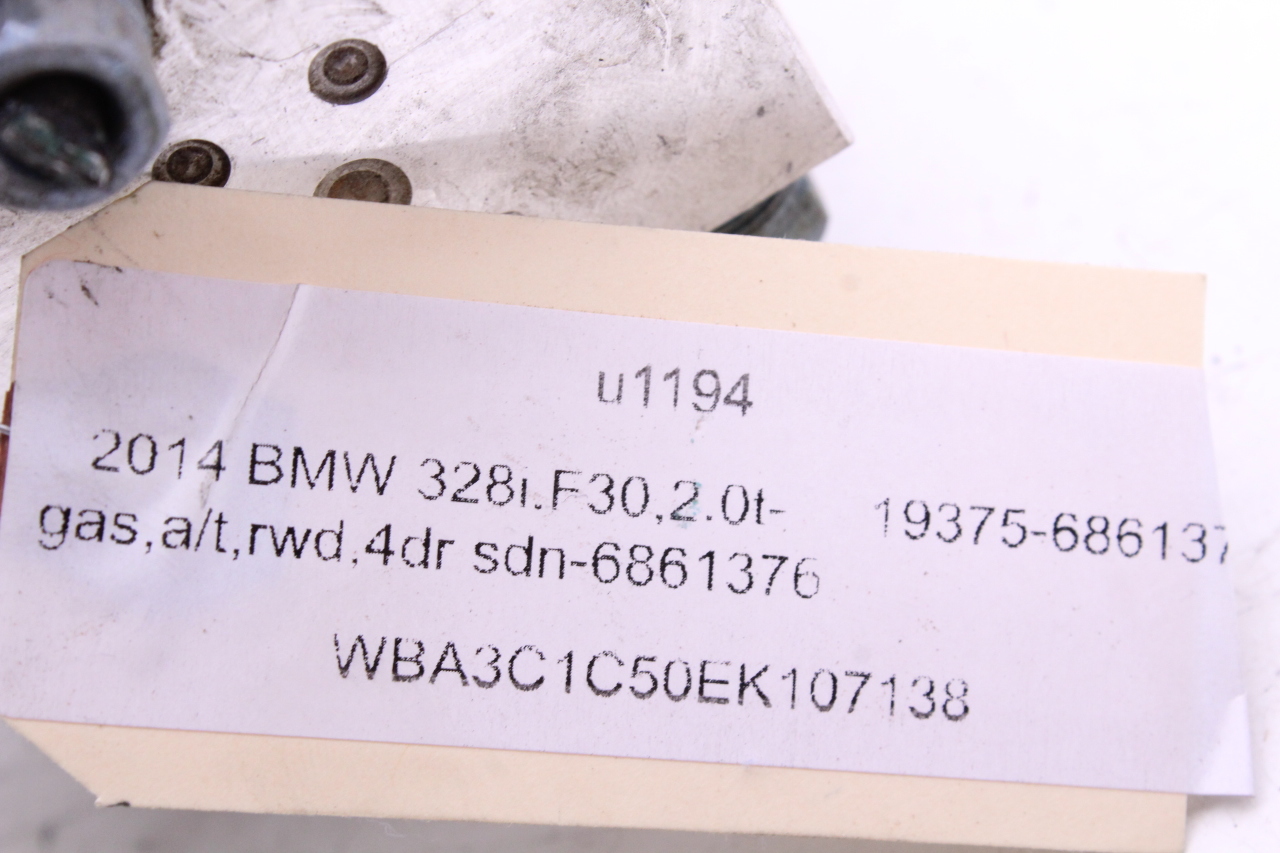 u1194
2014 BMW 328i.F30,2.0t-
gas,a/t,rwd,4dr sdn-6861376
19375-686137
WBA3C1C50EK107138